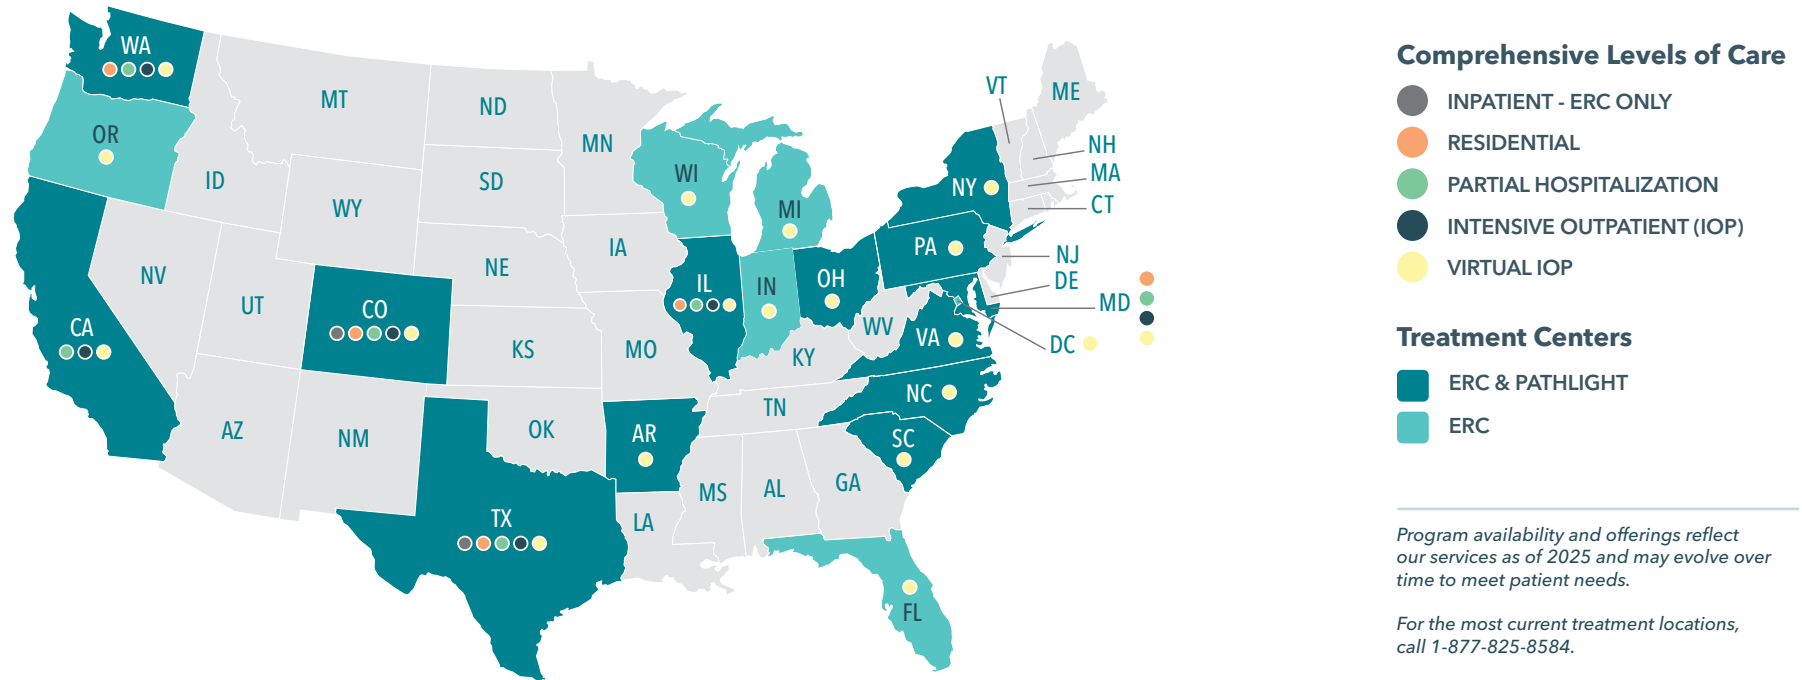 WA
MT
ND
MN
VT
ME
OR
ID
SD
WI
NH
MA
CT
WY
MI
NY
IA
PA
NJ
NV
NE
IL
IN
OH
DE
UT
CO
MD
CA
KS
MO
WV
VA
DC
KY
NC
AZ
NM
OK
TN
AR
SC
MS
AL
GA
TX
LA
FL
Comprehensive Levels of Care
INPATIENT - ERC ONLY
RESIDENTIAL
PARTIAL HOSPITALIZATION
INTENSIVE OUTPATIENT (IOP)
VIRTUAL IOP
Treatment Centers
ERC & PATHLIGHT
ERC
Program availability and offerings reflect
our services as of 2025 and may evolve over
time to meet patient needs.
For the most current treatment locations,
call 1-877-825-8584.